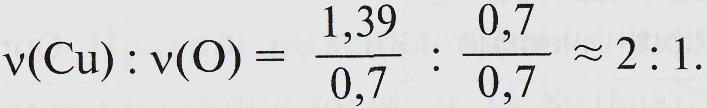 ν(Cu) : ν(O) = 1,39/0,7 : 0,7/0,7 ≈ 2 : 1.